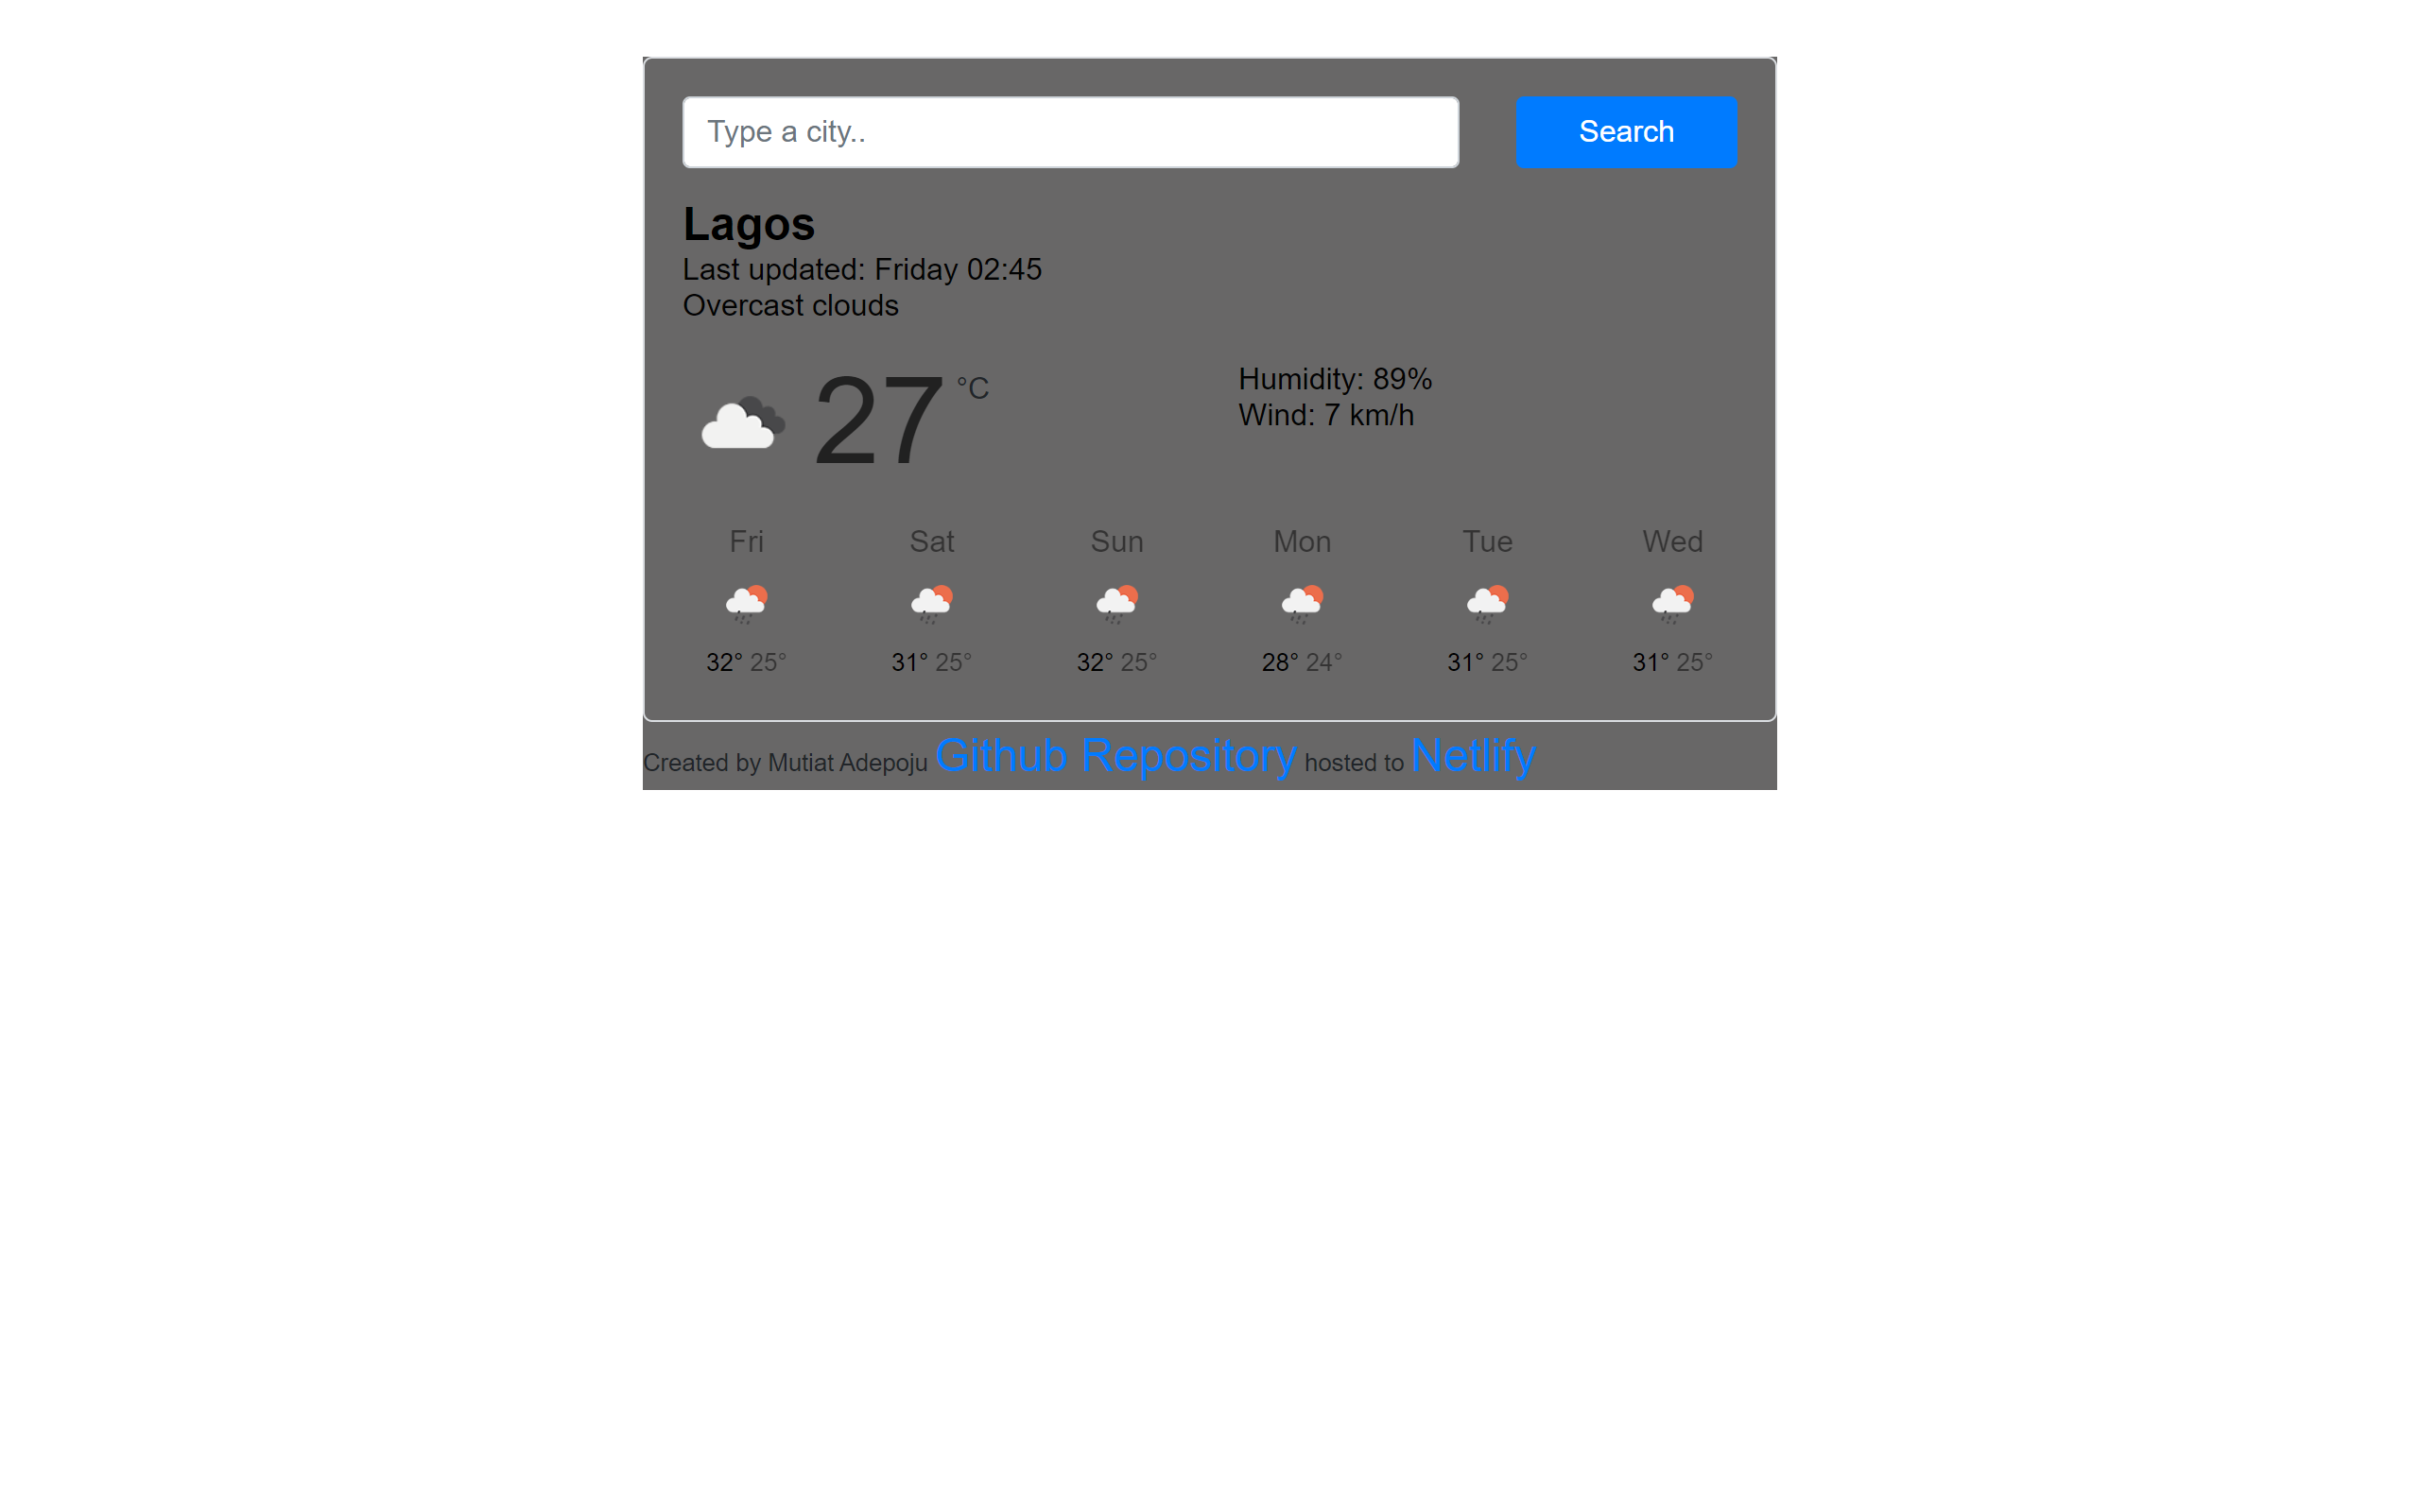 Type a city..
Search
Lagos
Last updated: Friday 02:45
Overcast clouds
27 °C
Humidity: 89%
Wind: 7 km/h
Fri Sat Sun Mon Tue Wed
32° 25° 31° 25° 32° 25° 28° 24° 31° 25° 31° 25°
Created by Mutiat Adepoju Github Repository hosted to Netlify